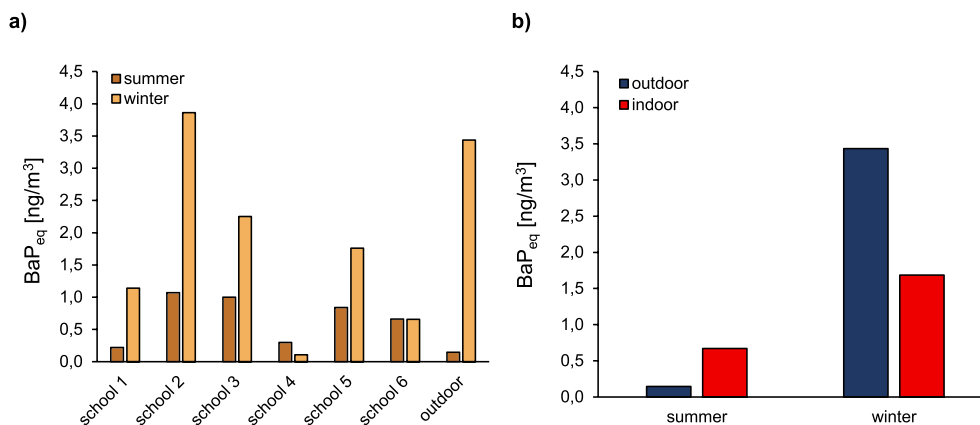 a)
summer
winter
BaPeq [ng/m³]
4,5
4,0
3,5
3,0
2,5
2,0
1,5
1,0
0,5
0,0
school 1
school 2
school 3
school 4
school 5
school 6
outdoor
b)
outdoor
indoor
BaPeq [ng/m³]
4,5
4,0
3,5
3,0
2,5
2,0
1,5
1,0
0,5
0,0
summer
winter